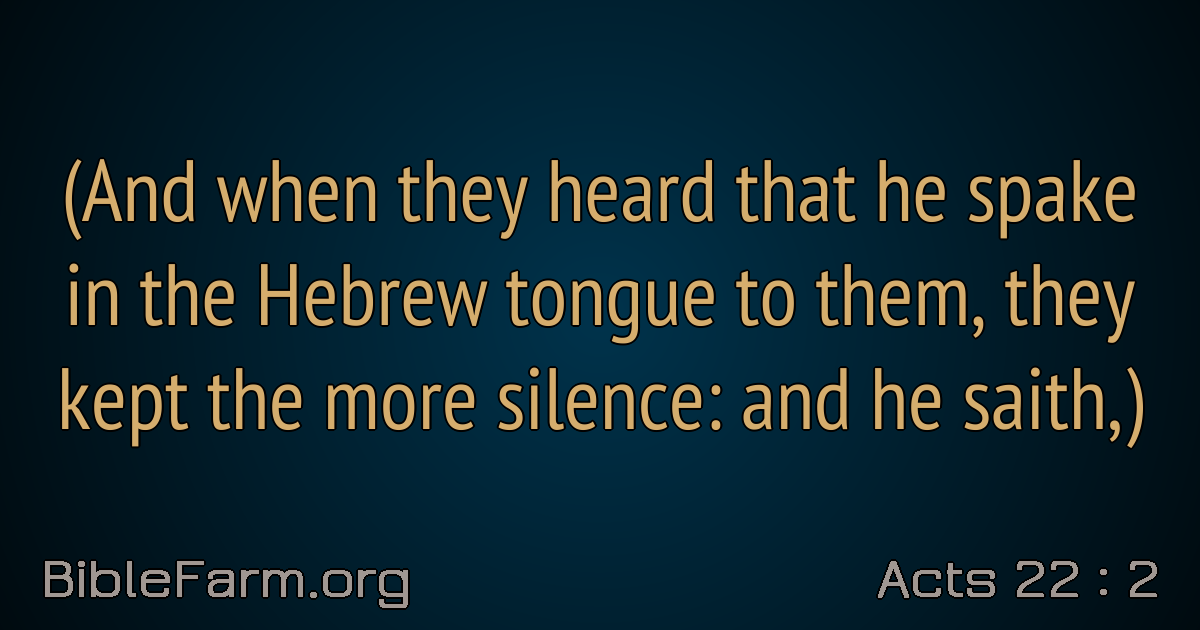 (And when they heard that he spake
in the Hebrew tongue to them, they
kept the more silence: and he saith,)
BibleFarm.org
Acts 22 : 2